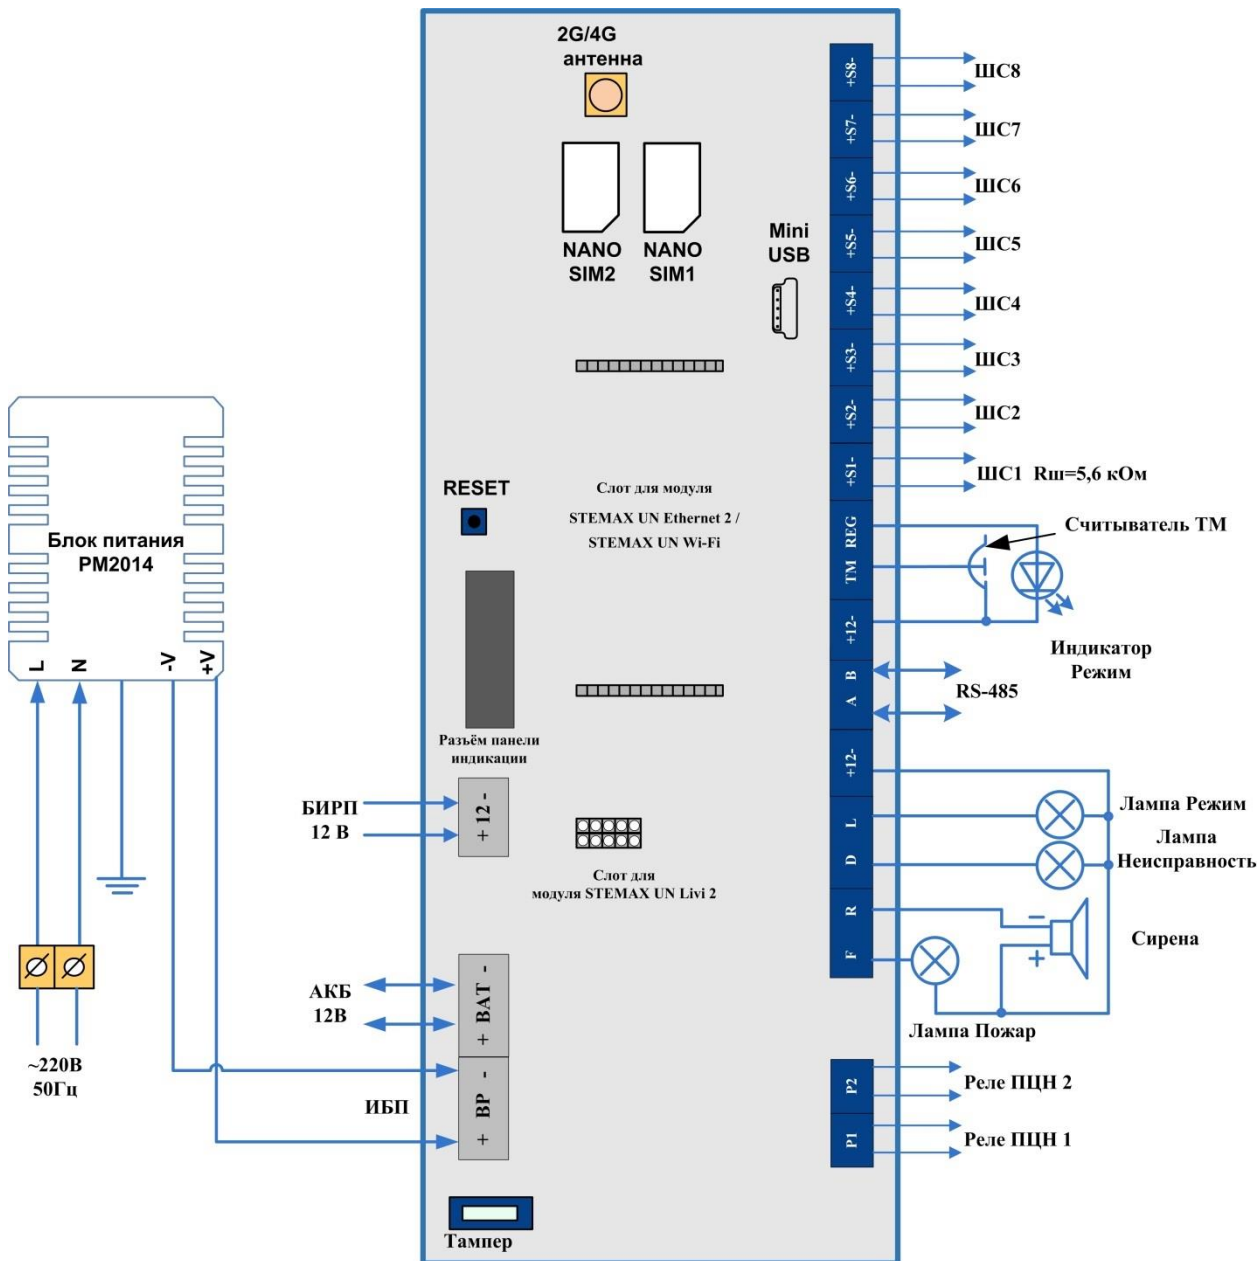 2G/4G
антенна
NANO
SIM2
NANO
SIM1
Mini
USB
+S8-
ШС8
+S7-
ШС7
+S6-
ШС6
+S5-
ШС5
+S4-
ШС4
+S3-
ШС3
+S2-
ШС2
+S1-
ШС1 Rш=5,6 кОм
RESET
Слот для модуля
STEMAX UN Ethernet 2 /
STEMAX UN Wi-Fi
REG
TM
Считыватель ТМ
+12-
Индикатор
Режим
B
A
RS-485
Блок питания
PM2014
L
N
-V
+V
Разъём панели
индикации
БИРП
12 В
+ 12 -
Слот для
модуля STEMAX UN Livi 2
+12-
L
Лампа Режим
D
Лампа
Неисправность
R
–
+
Сирена
F
Лампа Пожар
АКБ
12В
+ BAT -
~220В
50Гц
ИБП
+ BP -
P2
Реле ПЦН 2
P1
Реле ПЦН 1
Тампер